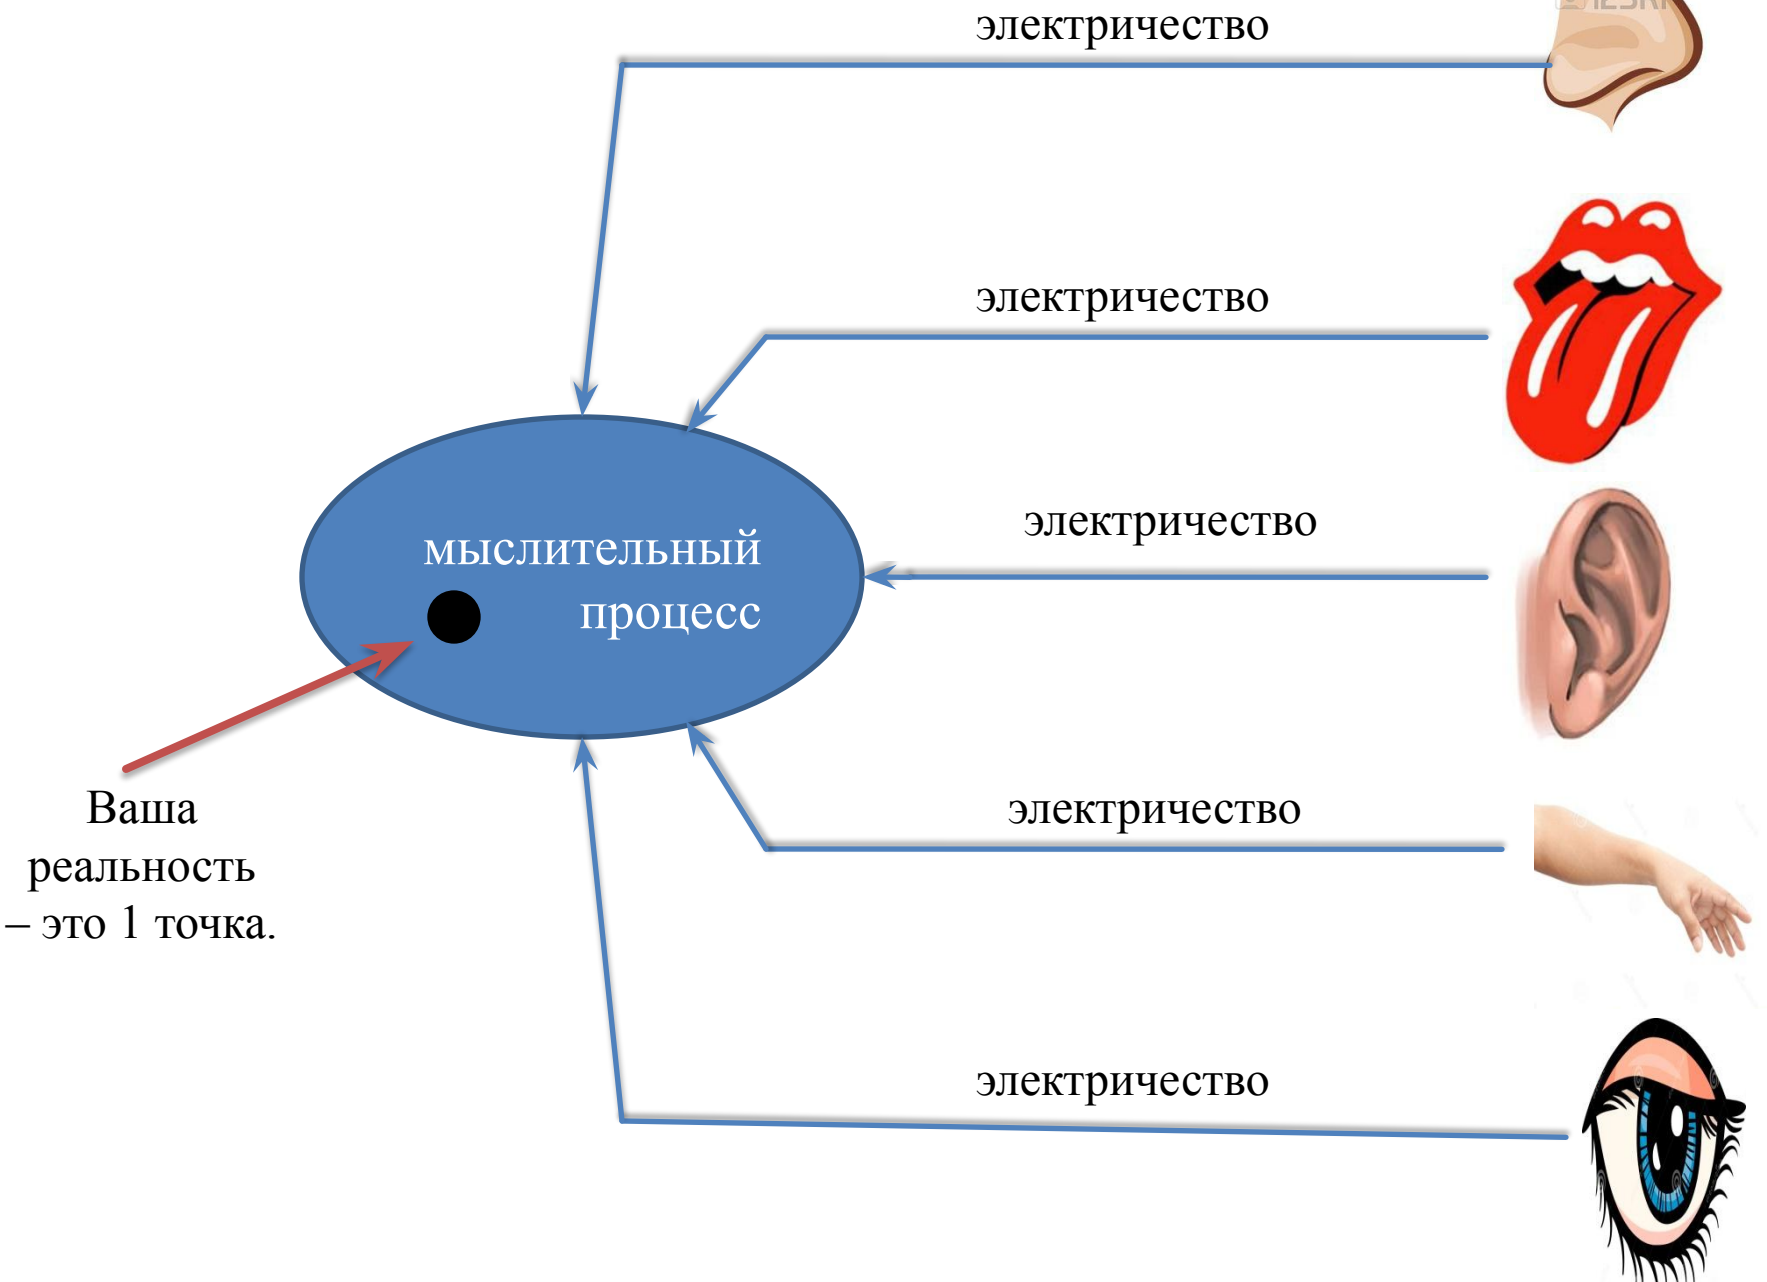 электричество
электричество
электричество
мыслительный
процесс
электричество
Ваша
реальность
– это 1 точка.
электричество